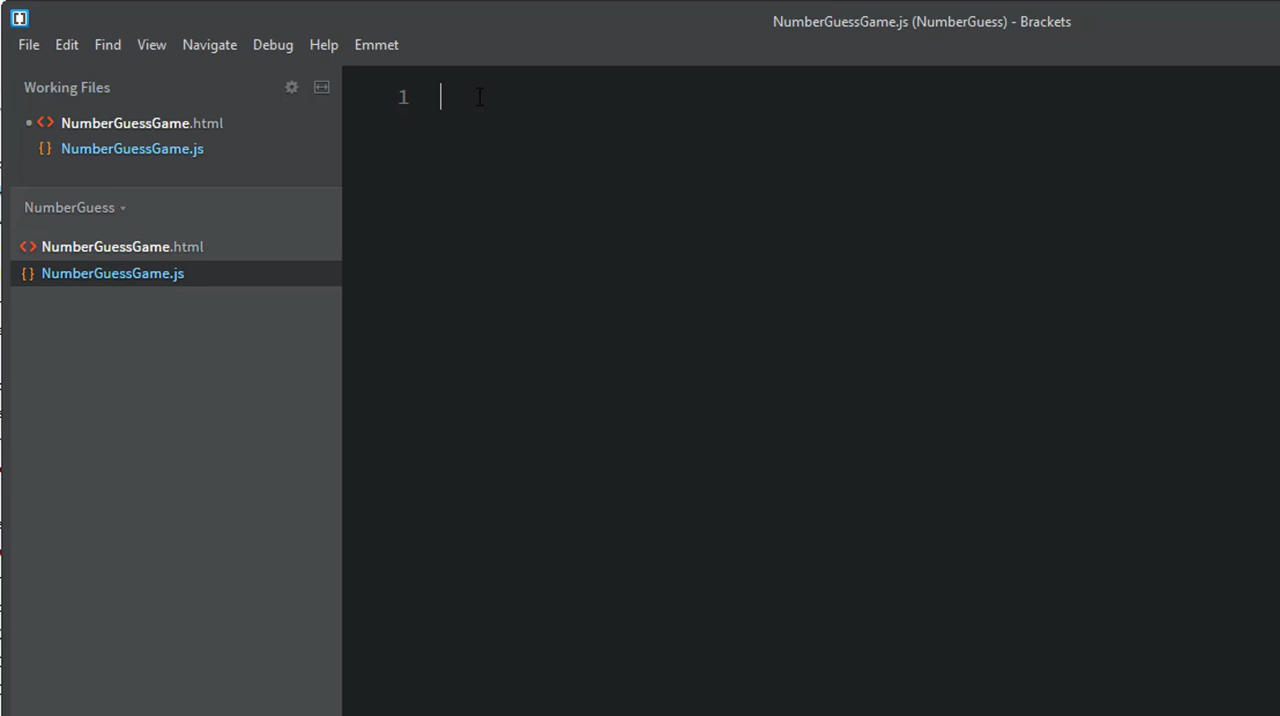 NumberGuessGame.js (NumberGuess) - Brackets
File Edit Find View Navigate Debug Help Emmet
Working Files
NumberGuessGame.html
NumberGuessGame.js
NumberGuess
NumberGuessGame.html
NumberGuessGame.js
1